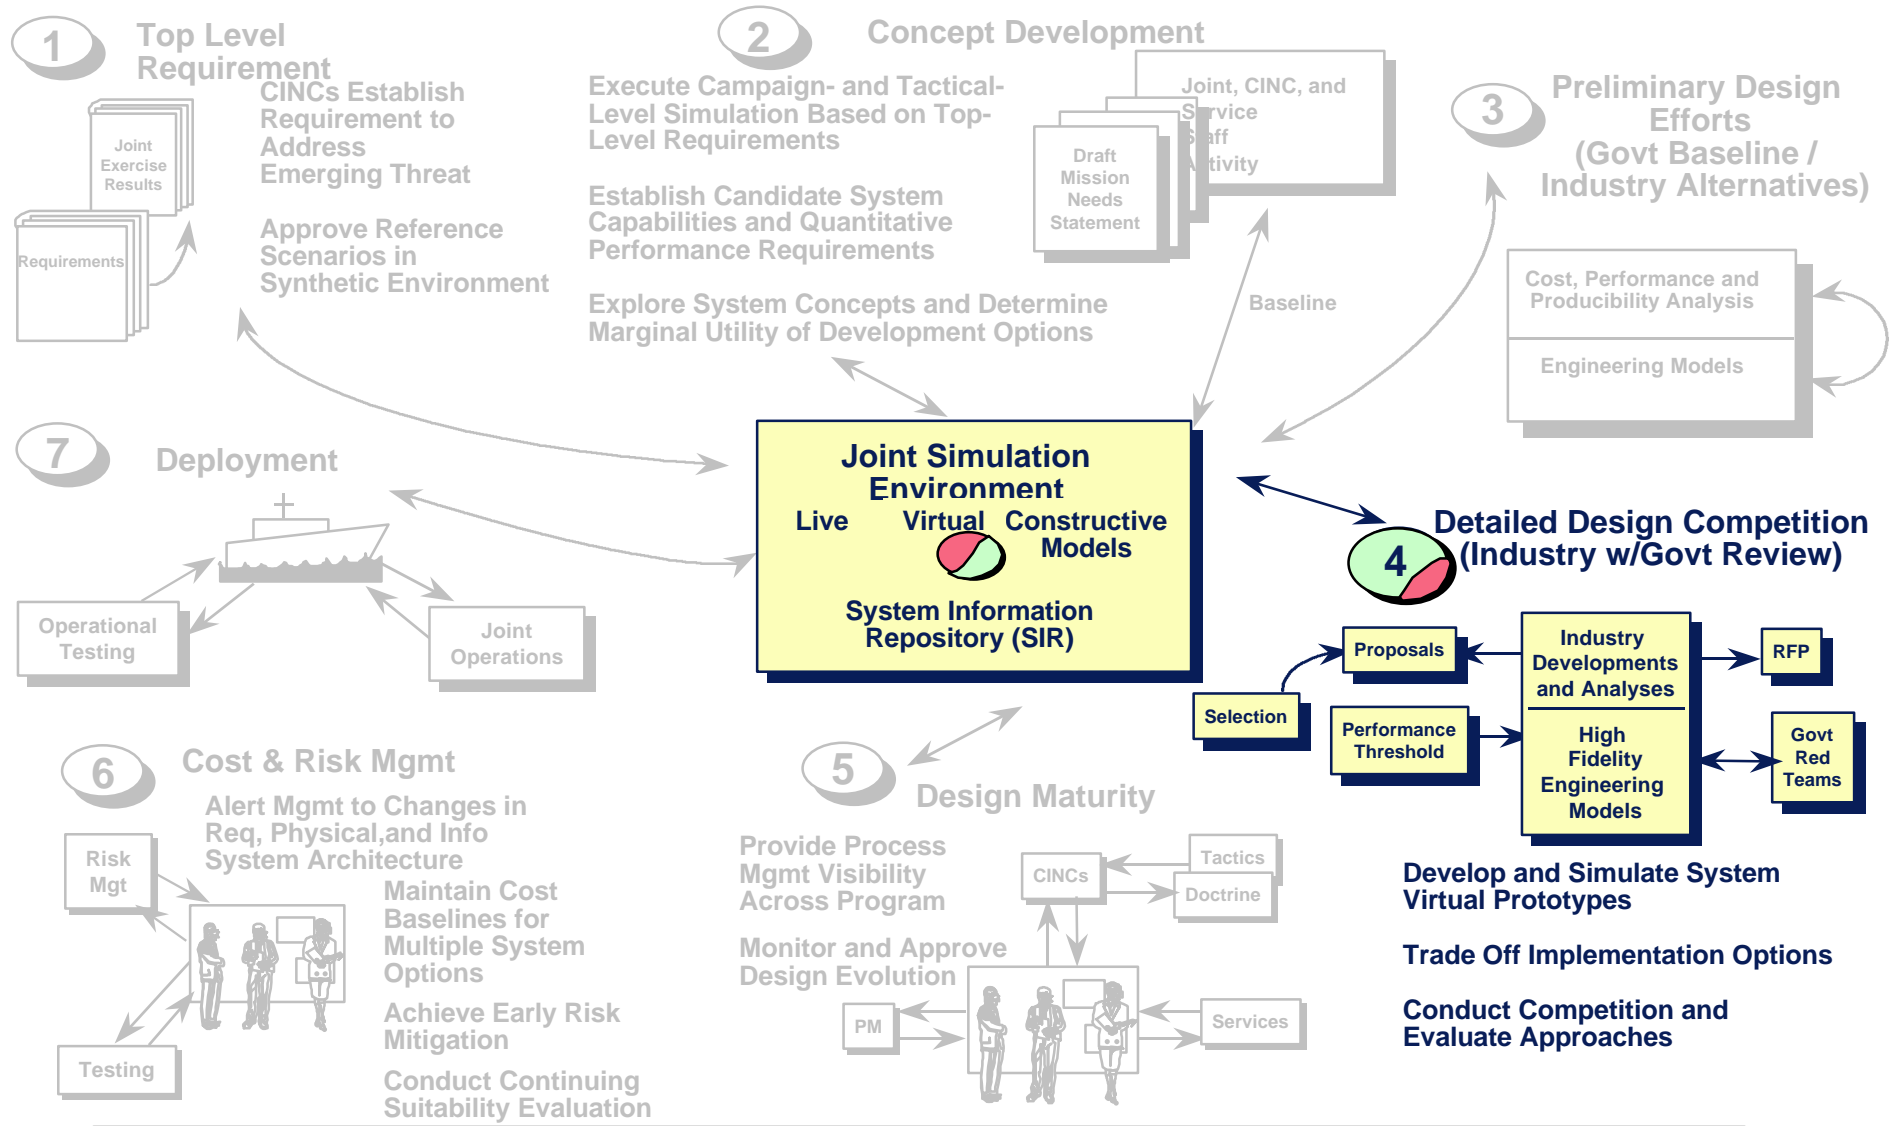 1
Top Level
Requirement
CINCs Establish
Requirement to
Address
Emerging Threat
Approve Reference
Scenarios in
Synthetic Environment
Joint
Exercise
Results
Requirements
2
Concept Development
Execute Campaign- and Tactical-
Level Simulation Based on Top-
Level Requirements
Establish Candidate System
Capabilities and Quantitative
Performance Requirements
Explore System Concepts and Determine
Marginal Utility of Development Options
Joint, CINC, and
Service
Staff
Activity
Draft
Mission
Needs
Statement
Baseline
3
Preliminary Design
Efforts
(Govt Baseline /
Industry Alternatives)
Cost, Performance and
Producibility Analysis
Engineering Models
7
Deployment
Operational
Testing
Joint
Operations
Joint Simulation
Environment
Live Virtual Constructive
Models
System Information
Repository (SIR)
4
Detailed Design Competition
(Industry w/Govt Review)
Proposals
Selection
Performance
Threshold
Industry
Developments
and Analyses
High
Fidelity
Engineering
Models
RFP
Govt
Red
Teams
Develop and Simulate System
Virtual Prototypes
Trade Off Implementation Options
Conduct Competition and
Evaluate Approaches
6
Cost & Risk Mgmt
Alert Mgmt to Changes in
Req, Physical,and Info
System Architecture
Risk
Mgt
Maintain Cost
Baselines for
Multiple System
Options
Achieve Early Risk
Mitigation
Conduct Continuing
Suitability Evaluation
Testing
5
Design Maturity
Provide Process
Mgmt Visibility
Across Program
Monitor and Approve
Design Evolution
CINCs
Tactics
Doctrine
PM
Services